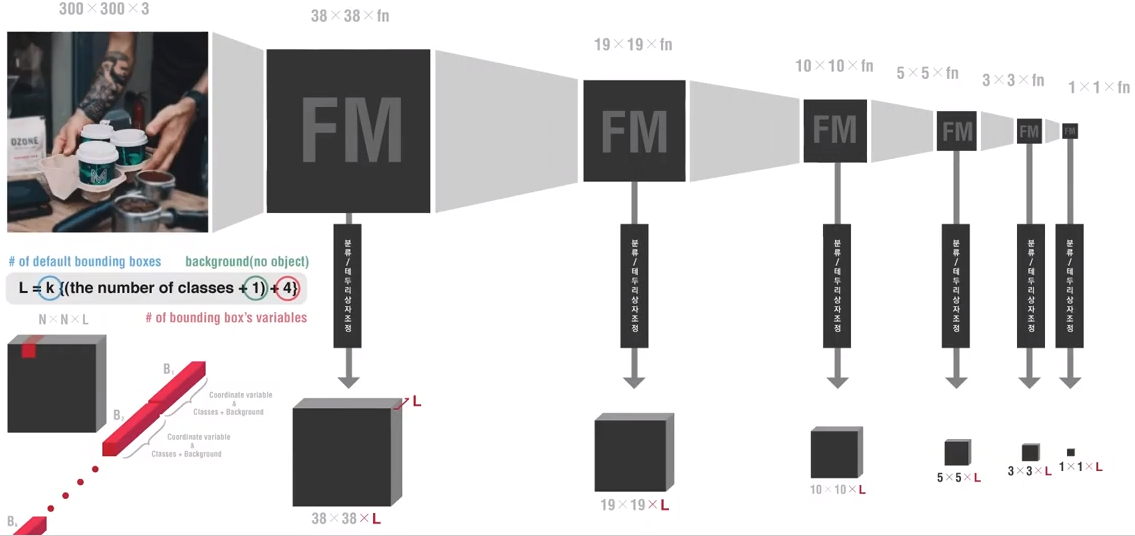 300×300×3
38×38×fn
19×19×fn
10×10×fn
5×5×fn
3×3×fn
1×1×fn
OZONE
FM
FM
FM
FM
FM
FM
분류/테두리상자조정
분류/테두리상자조정
분류/테두리상자조정
분류/테두리상자조정
분류/테두리상자조정
분류/테두리상자조정
# of default bounding boxes
background(no object)
L = k {(the number of classes + 1) + 4}
# of bounding box's variables
N×N×L
B₁
Coordinate variable
&
Classes + Background
B₂
Coordinate variable
&
Classes + Background
Bₖ
L
38×38×L
19×19×L
10×10×L
5×5×L
3×3×L
1×1×L